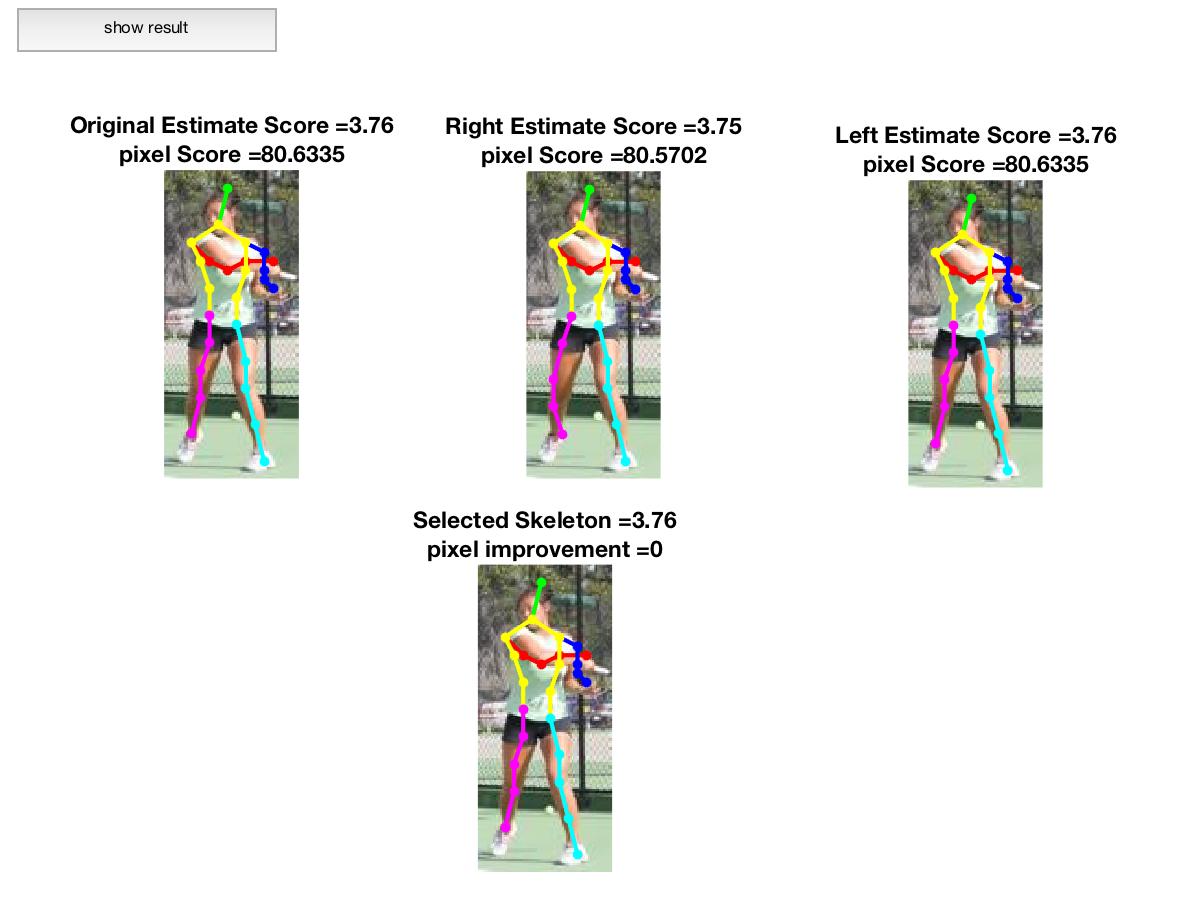 show result
Original Estimate Score =3.76
pixel Score =80.6335
Right Estimate Score =3.75
pixel Score =80.5702
Left Estimate Score =3.76
pixel Score =80.6335
Selected Skeleton =3.76
pixel improvement =0